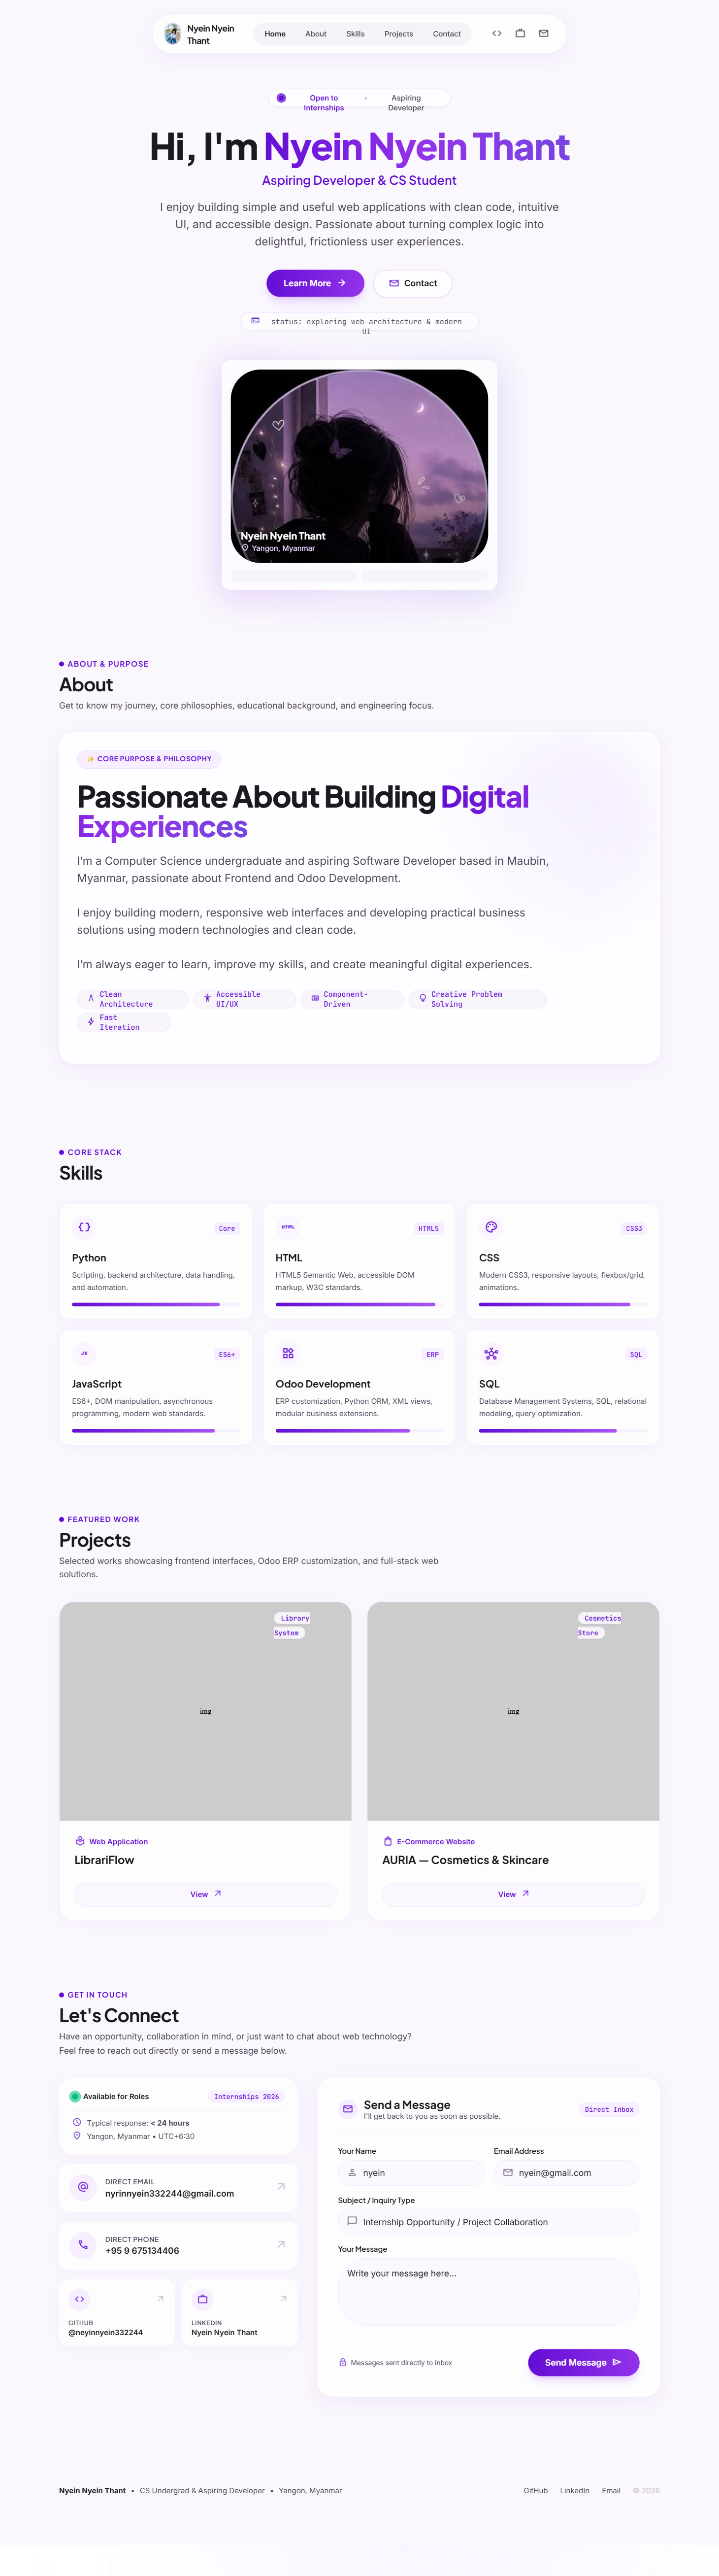 Nyein Nyein
Thant
Home About Skills Projects Contact
Open to
Internships
•
Aspiring
Developer
Hi, I'm Nyein Nyein Thant
Aspiring Developer & CS Student
I enjoy building simple and useful web applications with clean code, intuitive
UI, and accessible design. Passionate about turning complex logic into
delightful, frictionless user experiences.
Learn More
Contact
status: exploring web architecture & modern
UI
Nyein Nyein Thant
Yangon, Myanmar
ABOUT & PURPOSE
About
Get to know my journey, core philosophies, educational background, and engineering focus.
✨ CORE PURPOSE & PHILOSOPHY
Passionate About Building Digital
Experiences
I'm a Computer Science undergraduate and aspiring Software Developer based in Maubin,
Myanmar, passionate about Frontend and Odoo Development.
I enjoy building modern, responsive web interfaces and developing practical business
solutions using modern technologies and clean code.
I'm always eager to learn, improve my skills, and create meaningful digital experiences.
Clean
Architecture
Accessible
UI/UX
Component-
Driven
Creative Problem
Solving
Fast
Iteration
CORE STACK
Skills
Core
Python
Scripting, backend architecture, data handling,
and automation.
HTML
HTML5
HTML
HTML5 Semantic Web, accessible DOM
markup, W3C standards.
CSS3
CSS
Modern CSS3, responsive layouts, flexbox/grid,
animations.
JS
ES6+
JavaScript
ES6+, DOM manipulation, asynchronous
programming, modern web standards.
ERP
Odoo Development
ERP customization, Python ORM, XML views,
modular business extensions.
SQL
SQL
Database Management Systems, SQL, relational
modeling, query optimization.
FEATURED WORK
Projects
Selected works showcasing frontend interfaces, Odoo ERP customization, and full-stack web
solutions.
Library
System
img
Web Application
LibrariFlow
View
Cosmetics
Store
img
E-Commerce Website
AURIA — Cosmetics & Skincare
View
GET IN TOUCH
Let's Connect
Have an opportunity, collaboration in mind, or just want to chat about web technology?
Feel free to reach out directly or send a message below.
Available for Roles
Internships 2026
Typical response: < 24 hours
Yangon, Myanmar • UTC+6:30
DIRECT EMAIL
nyrinnyein332244@gmail.com
DIRECT PHONE
+95 9 675134406
GITHUB
@neyinnyein332244
LINKEDIN
Nyein Nyein Thant
Send a Message
I'll get back to you as soon as possible.
Direct Inbox
Your Name
nyein
Email Address
nyein@gmail.com
Subject / Inquiry Type
Internship Opportunity / Project Collaboration
Your Message
Write your message here...
Messages sent directly to inbox
Send Message
Nyein Nyein Thant • CS Undergrad & Aspiring Developer • Yangon, Myanmar
GitHub LinkedIn Email © 2026